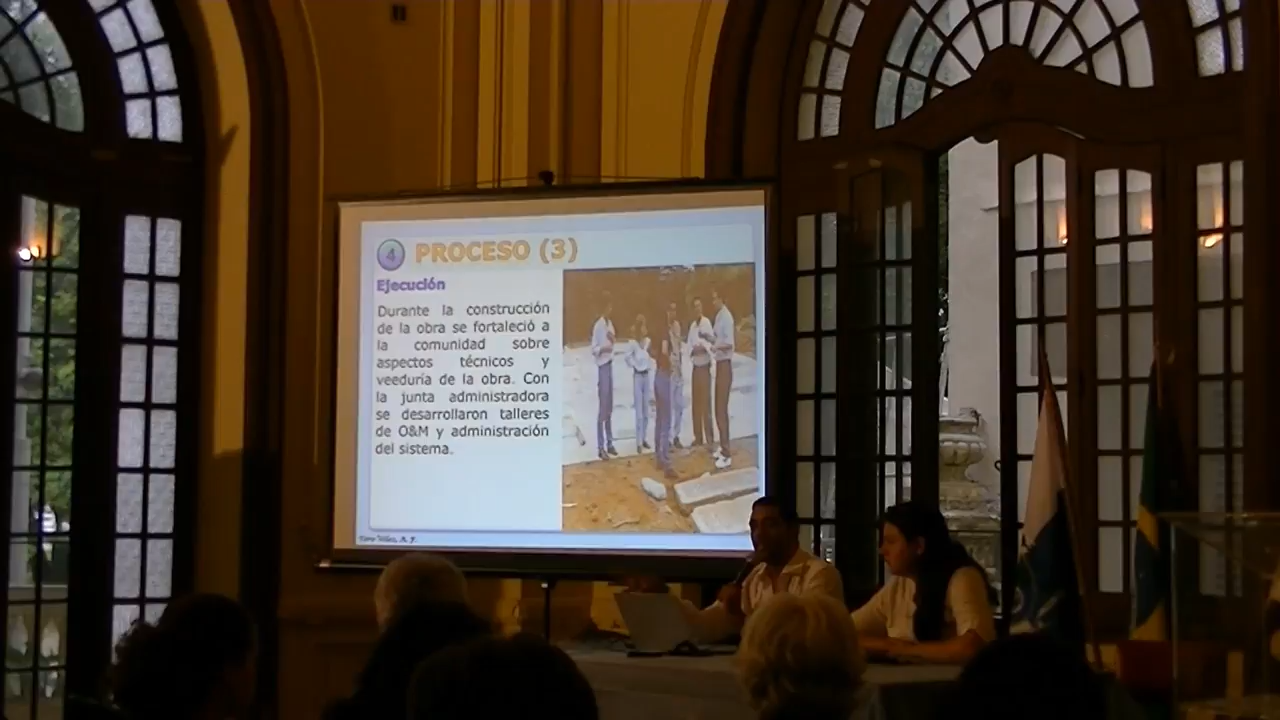 4 PROCESO (3)
Ejecución
Durante la construcción
de la obra se fortaleció a
la comunidad sobre
aspectos técnicos y
veeduría de la obra. Con
la junta administradora
se desarrollaron talleres
de O&M y administración
del sistema.